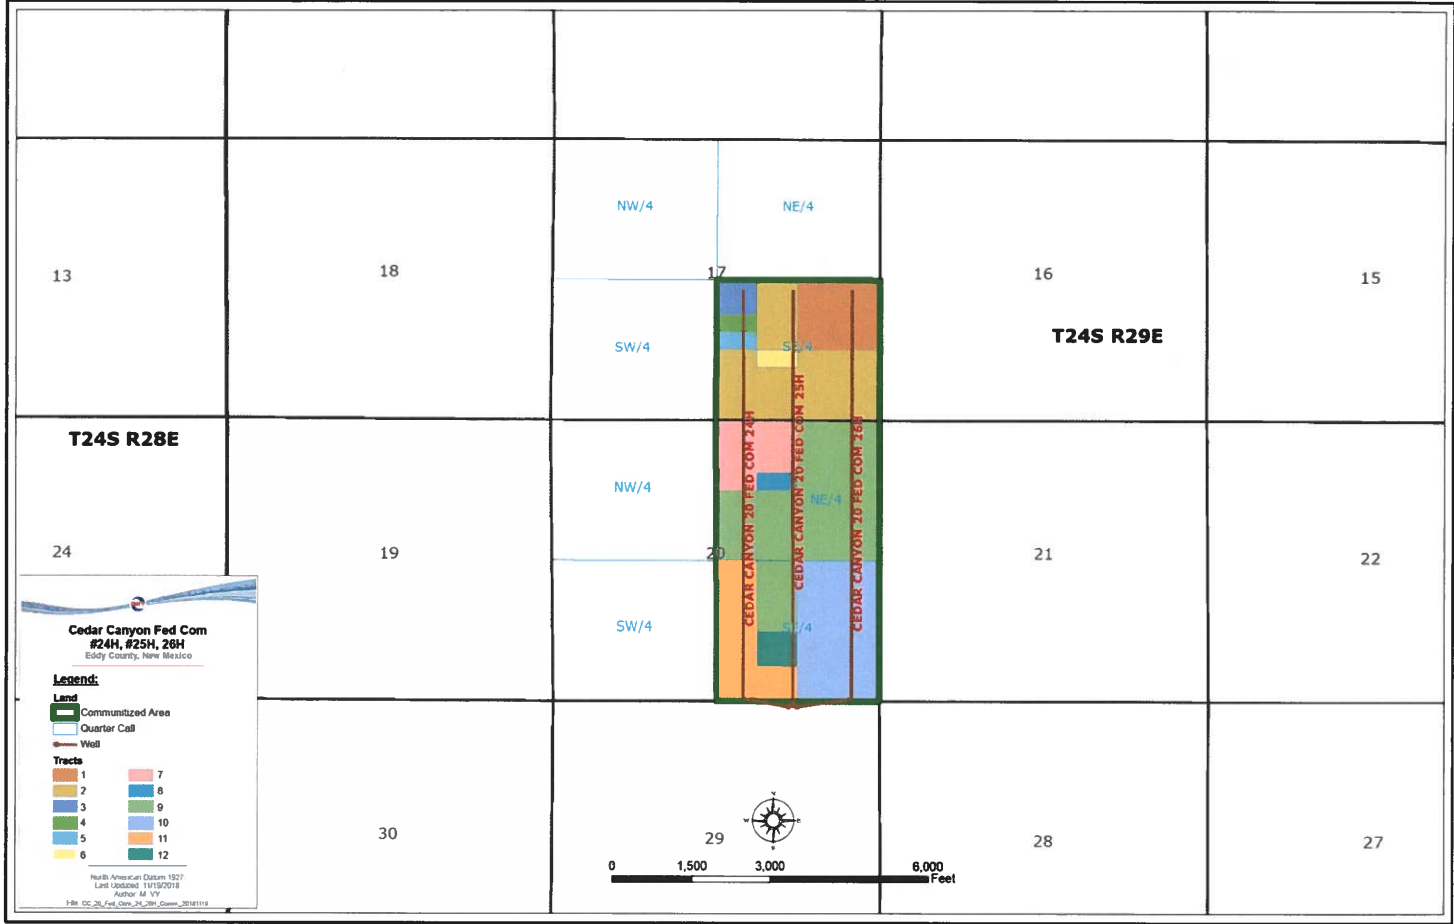 NW/4
NE/4
13
18
17
16
15
T24S R29E
SW/4
SE/4
T24S R28E
CEDAR CANYON 20 FED COM 24H
CEDAR CANYON 20 FED COM 25H
CEDAR CANYON 20 FED COM 26H
NW/4
NE/4
24
19
20
21
22
SW/4
SE/4
Cedar Canyon Fed Com
#24H, #25H, 26H
Eddy County, New Mexico
Legend:
Land
Communitized Area
Quarter Call
Well
Tracts
1
2
3
4
5
6
7
8
9
10
11
12
North American Datum 1927
Last Updated: 11/19/2018
Author: M. VY
30
29
28
27
N
W
E
S
0
1,500
3,000
6,000
Feet